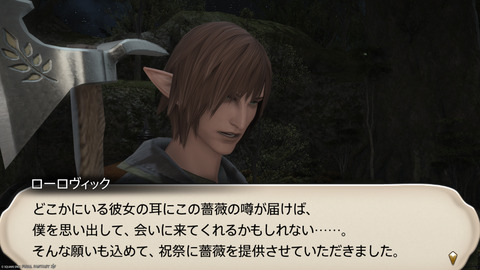 ローロヴィック
どこかにいる彼女の耳にこの薔薇の噂が届けば、
僕を思い出して、会いに来てくれるかもしれない……。
そんな願いも込めて、祝祭に薔薇を提供させていただきました。